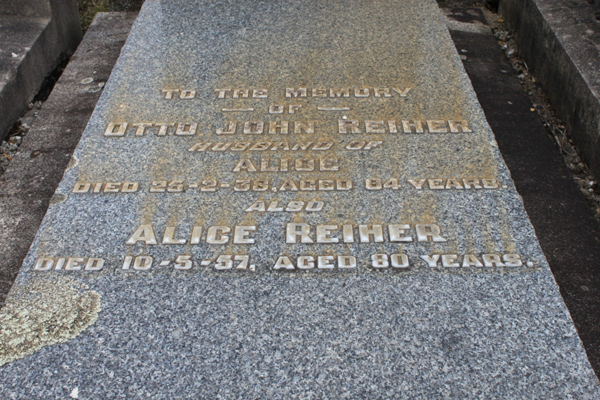 TO THE MEMORY
— OF —
OTTO JOHN REIHER
HUSBAND OF
ALICE
DIED 25-2-38, AGED 64 YEARS
ALSO
ALICE REIHER
DIED 10-5-57, AGED 80 YEARS.